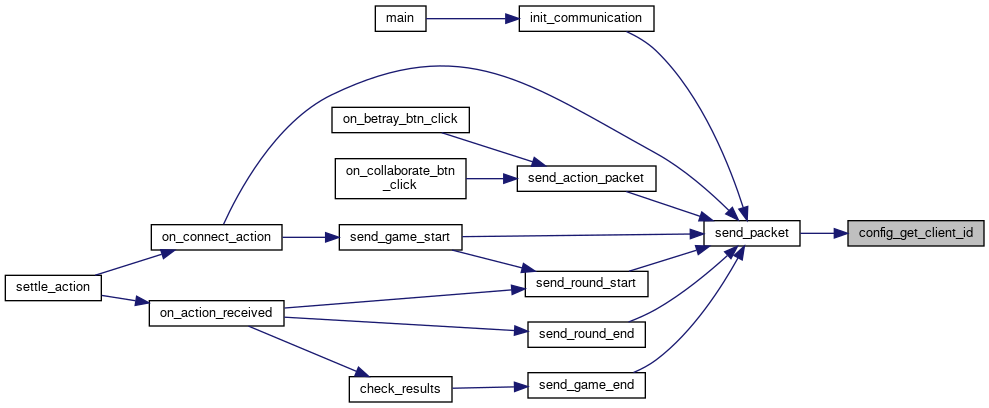 main
init_communication
on_betray_btn_click
on_collaborate_btn
_click
send_action_packet
on_connect_action
send_game_start
send_packet
config_get_client_id
settle_action
send_round_start
on_action_received
send_round_end
check_results
send_game_end